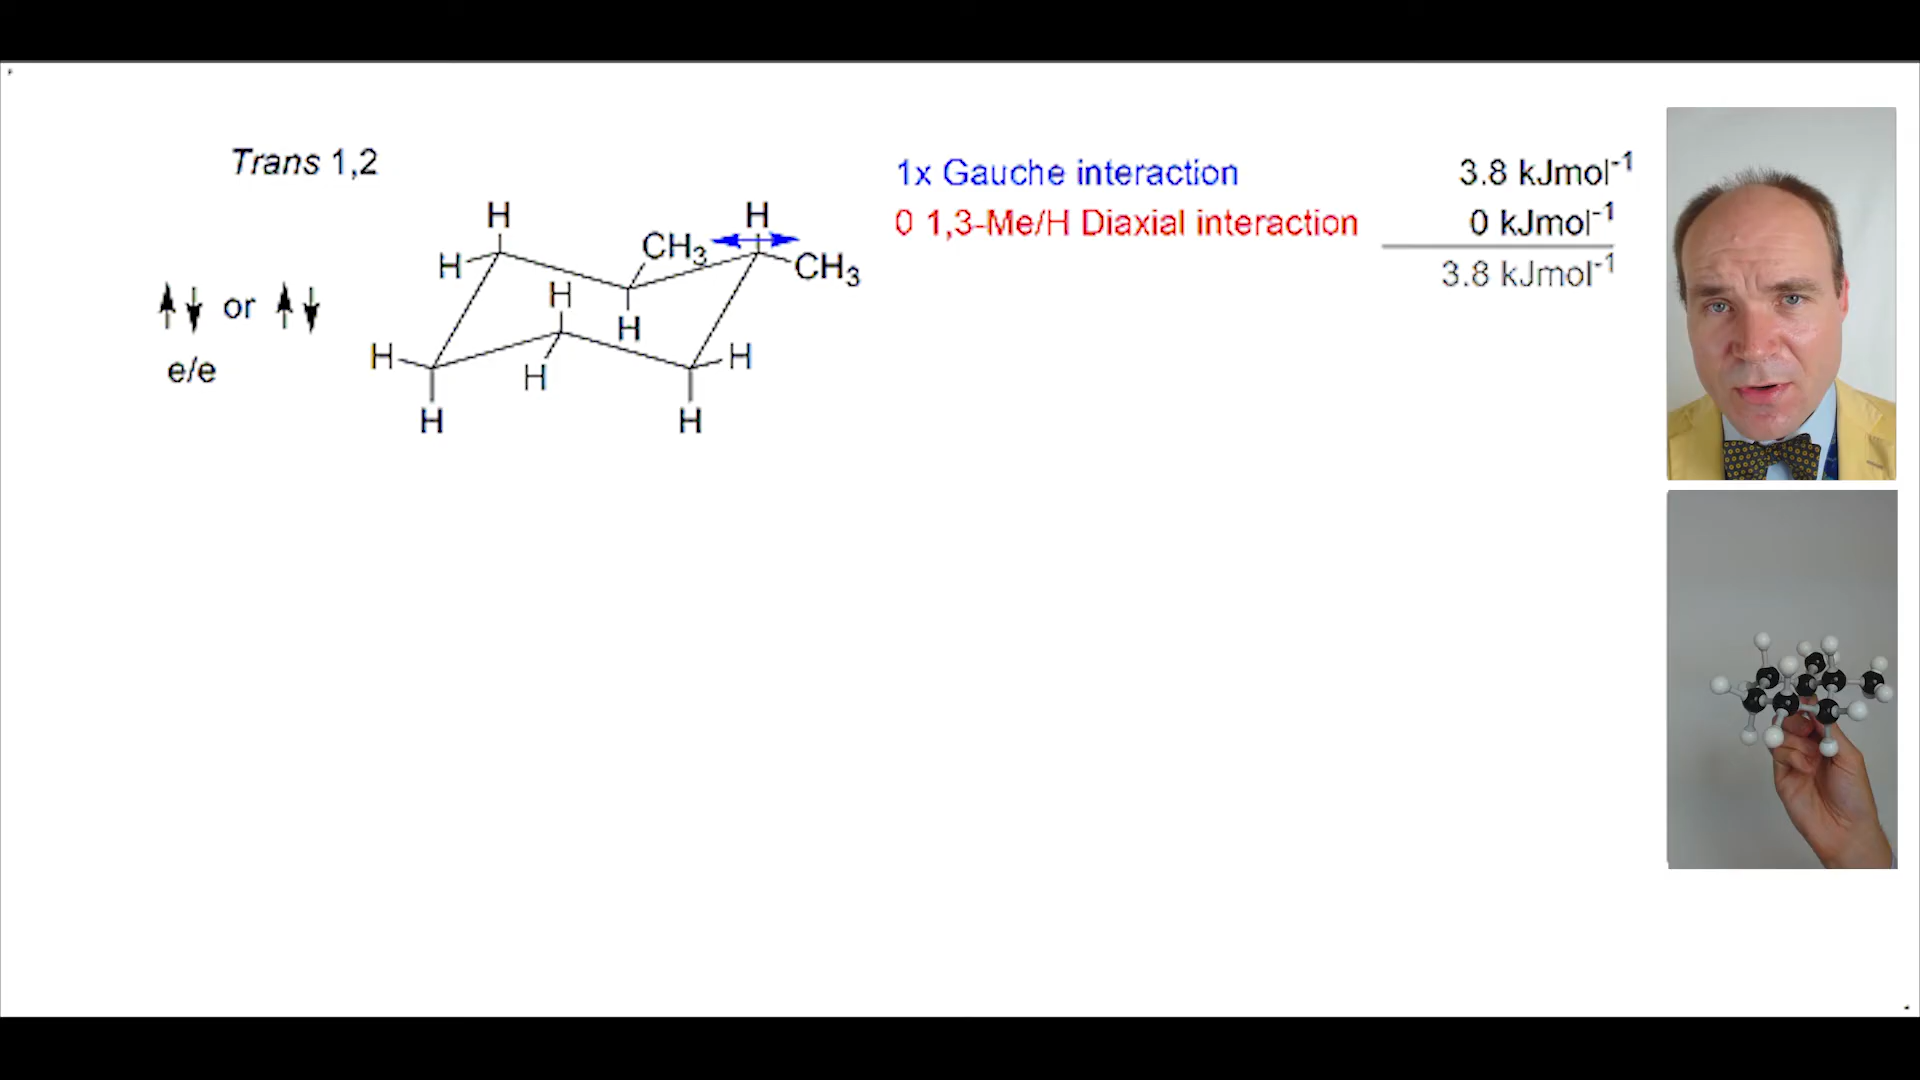 Trans 1,2
1x Gauche interaction 3.8 kJmol⁻¹
0 1,3-Me/H Diaxial interaction 0 kJmol⁻¹
3.8 kJmol⁻¹
H H
CH₃
H CH₃
H
↑↓ or ↑↓
H
H H
e/e
H
H H